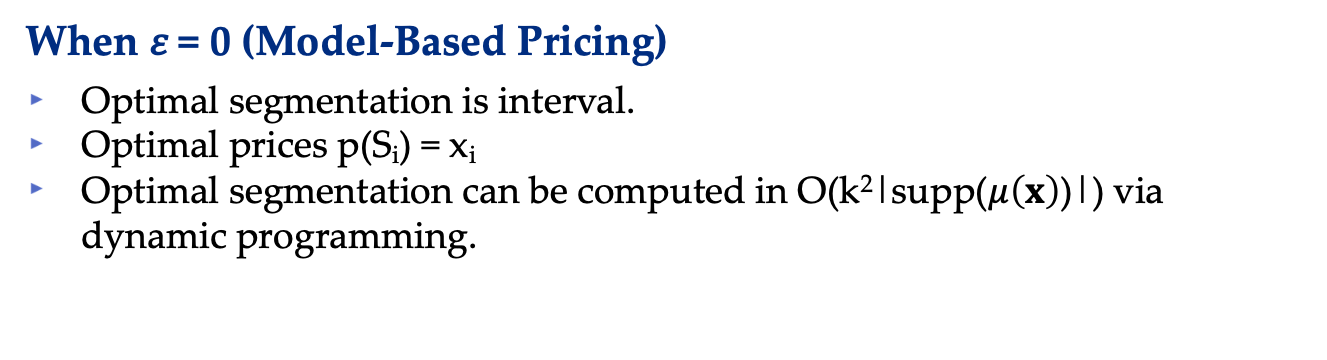 When ε = 0 (Model-Based Pricing)
▸ Optimal segmentation is interval.
▸ Optimal prices p(Sᵢ) = xᵢ
▸ Optimal segmentation can be computed in O(k²|supp(μ(𝐱))|) via
dynamic programming.